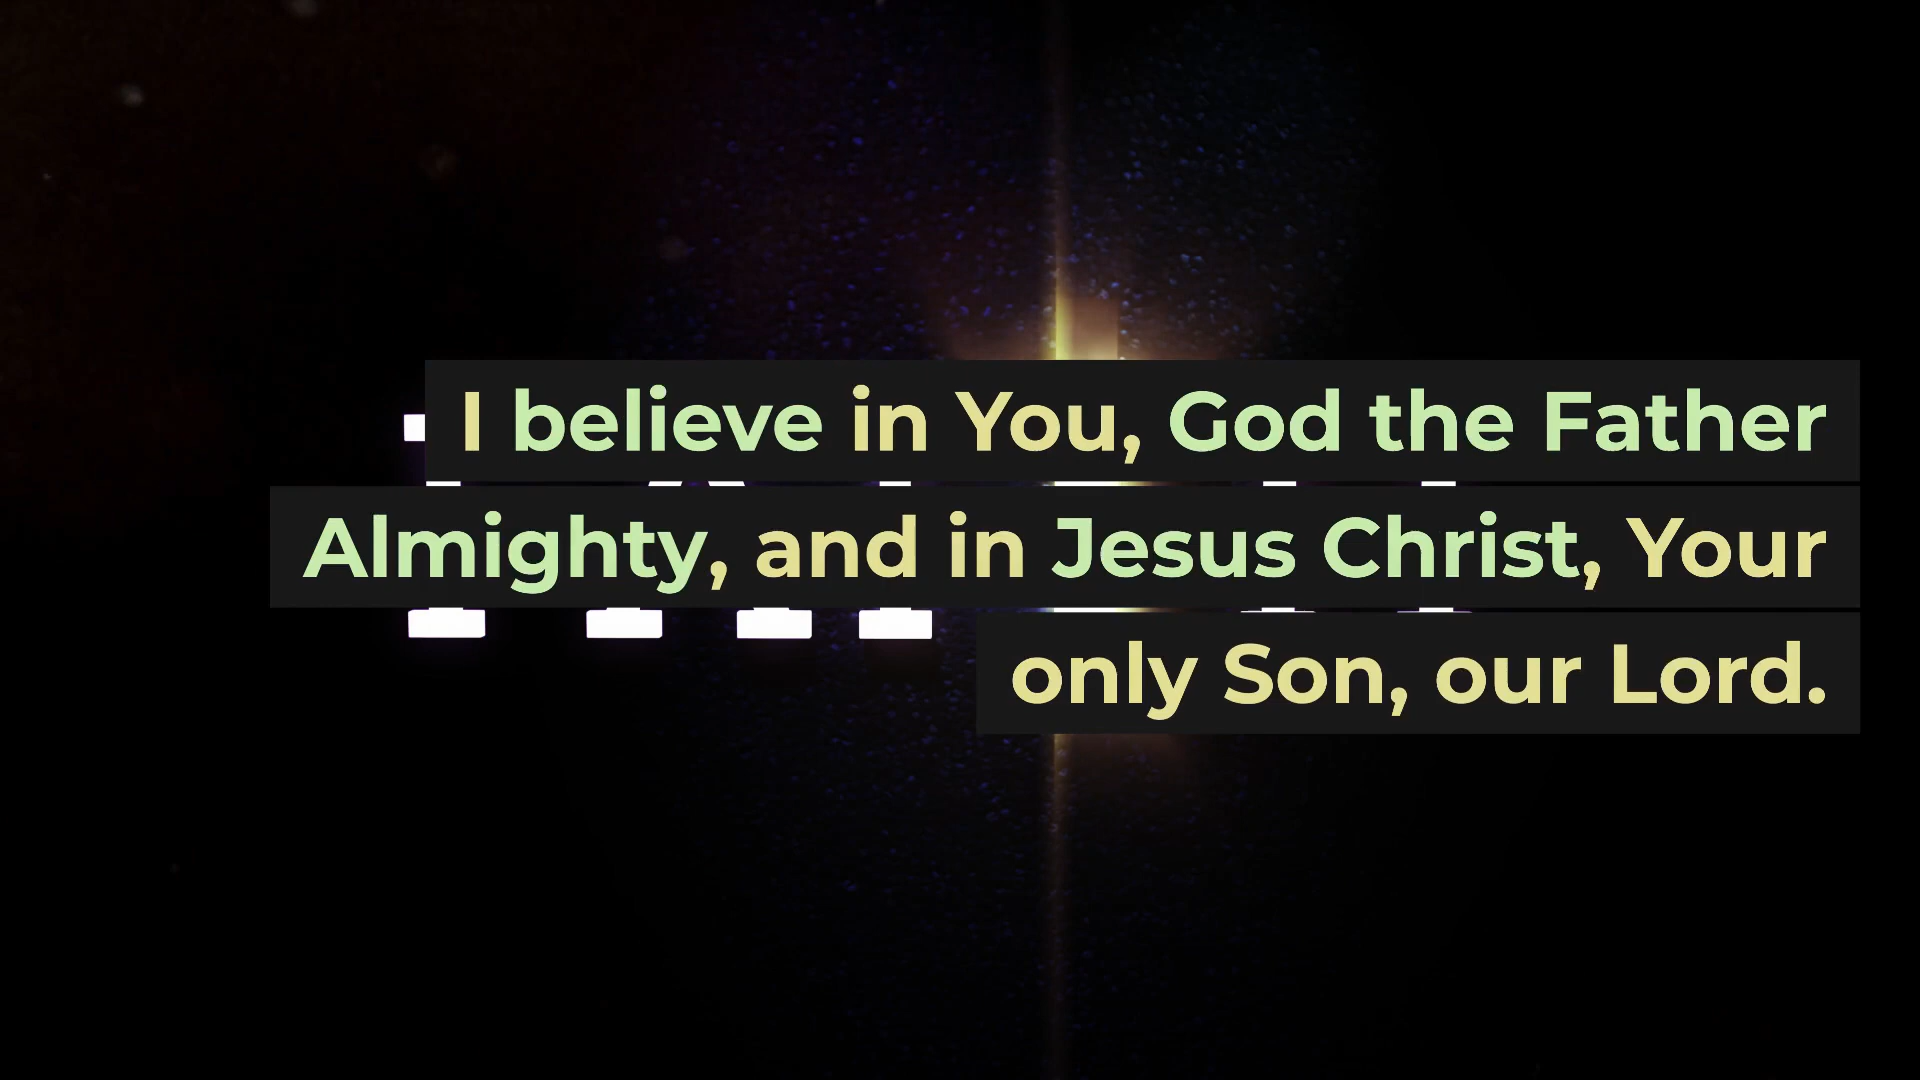 I believe in You, God the Father
Almighty, and in Jesus Christ, Your
only Son, our Lord.